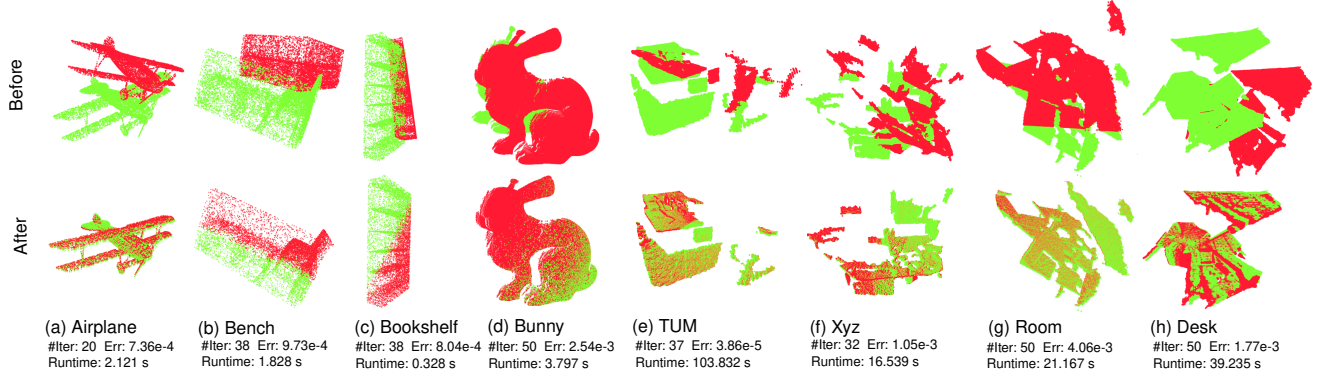 Before
After
(a) Airplane
#Iter: 20 Err: 7.36e-4
Runtime: 2.121 s
(b) Bench
#Iter: 38 Err: 9.73e-4
Runtime: 1.828 s
(c) Bookshelf
#Iter: 38 Err: 8.04e-4
Runtime: 0.328 s
(d) Bunny
#Iter: 50 Err: 2.54e-3
Runtime: 3.797 s
(e) TUM
#Iter: 37 Err: 3.86e-5
Runtime: 103.832 s
(f) Xyz
#Iter: 32 Err: 1.05e-3
Runtime: 16.539 s
(g) Room
#Iter: 50 Err: 4.06e-3
Runtime: 21.167 s
(h) Desk
#Iter: 50 Err: 1.77e-3
Runtime: 39.235 s